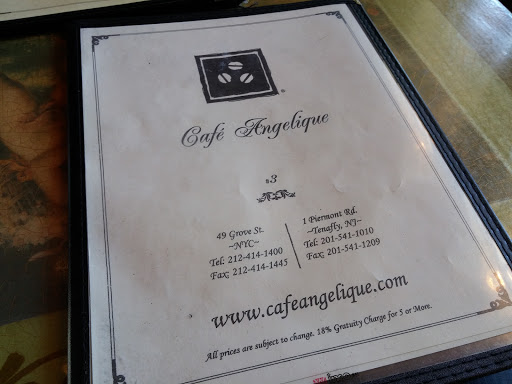 ®
Café Angelique
#3
49 Grove St.
~NYC~
Tel: 212-414-1400
Fax: 212-414-1445
1 Piermont Rd.
~Tenafly, NJ~
Tel: 201-541-1010
Fax: 201-541-1209
www.cafeangelique.com
All prices are subject to change. 18% Gratuity Charge for 5 or More.